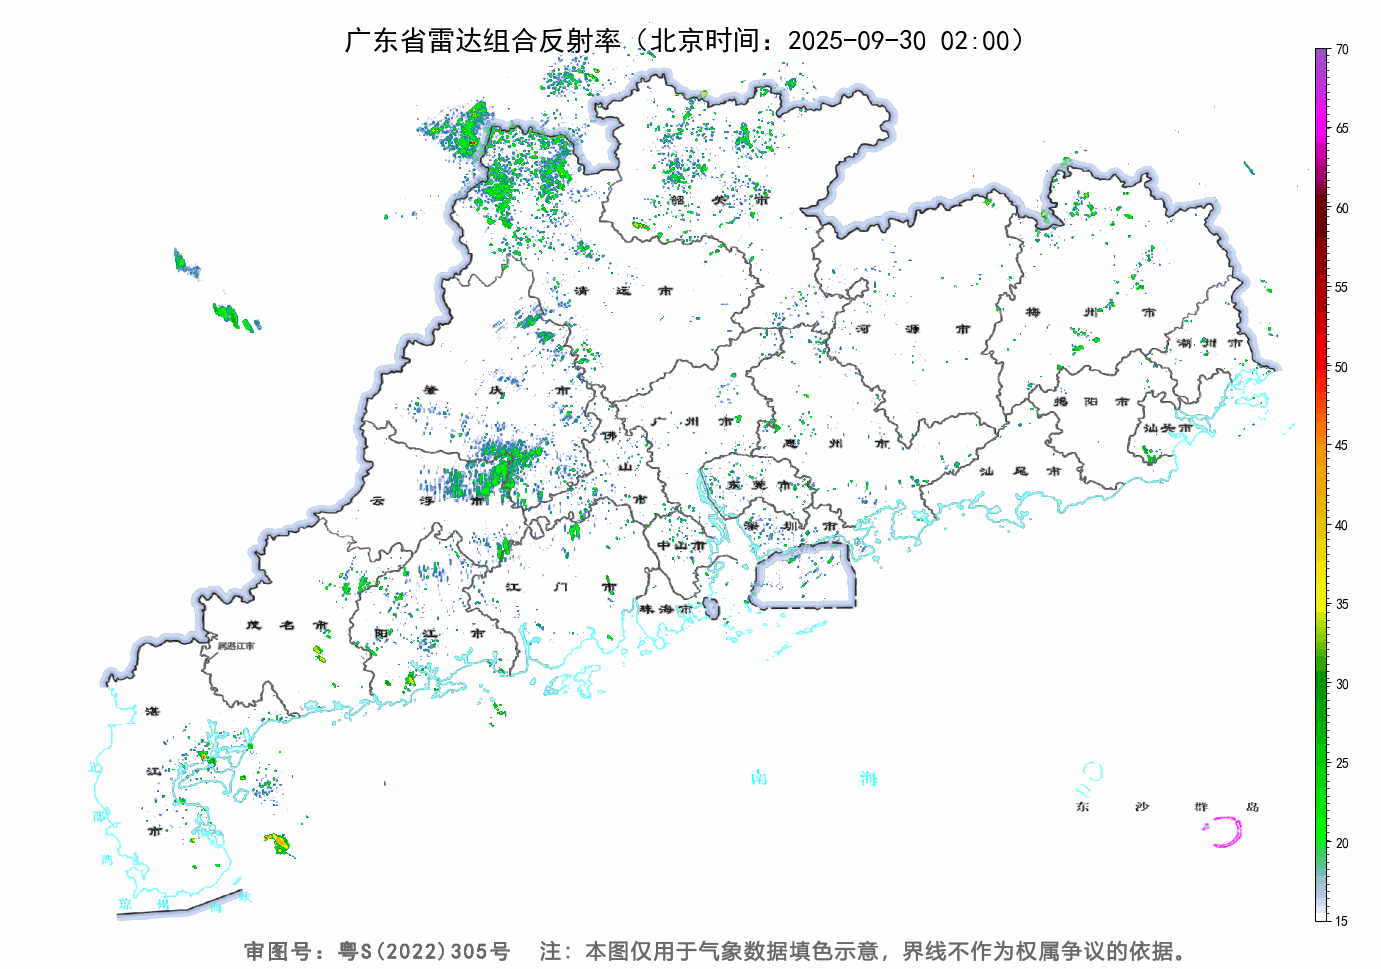 广东省雷达组合反射率（北京时间：2025-09-30 02:00）
70
65
60
55
50
45
40
35
30
25
20
15
韶关市
清远市
河源市
梅州市
潮州市
肇庆市
广州市
惠州市
揭阳市
汕头市
佛山市
汕尾市
东莞市
云浮市
深圳市
中山市
江门市
珠海市
茂名市
阳江市
属湛江市
湛江市
北部湾
南海
东沙群岛
琼州海峡
审图号：粤S(2022)305号 注：本图仅用于气象数据填色示意，界线不作为权属争议的依据。